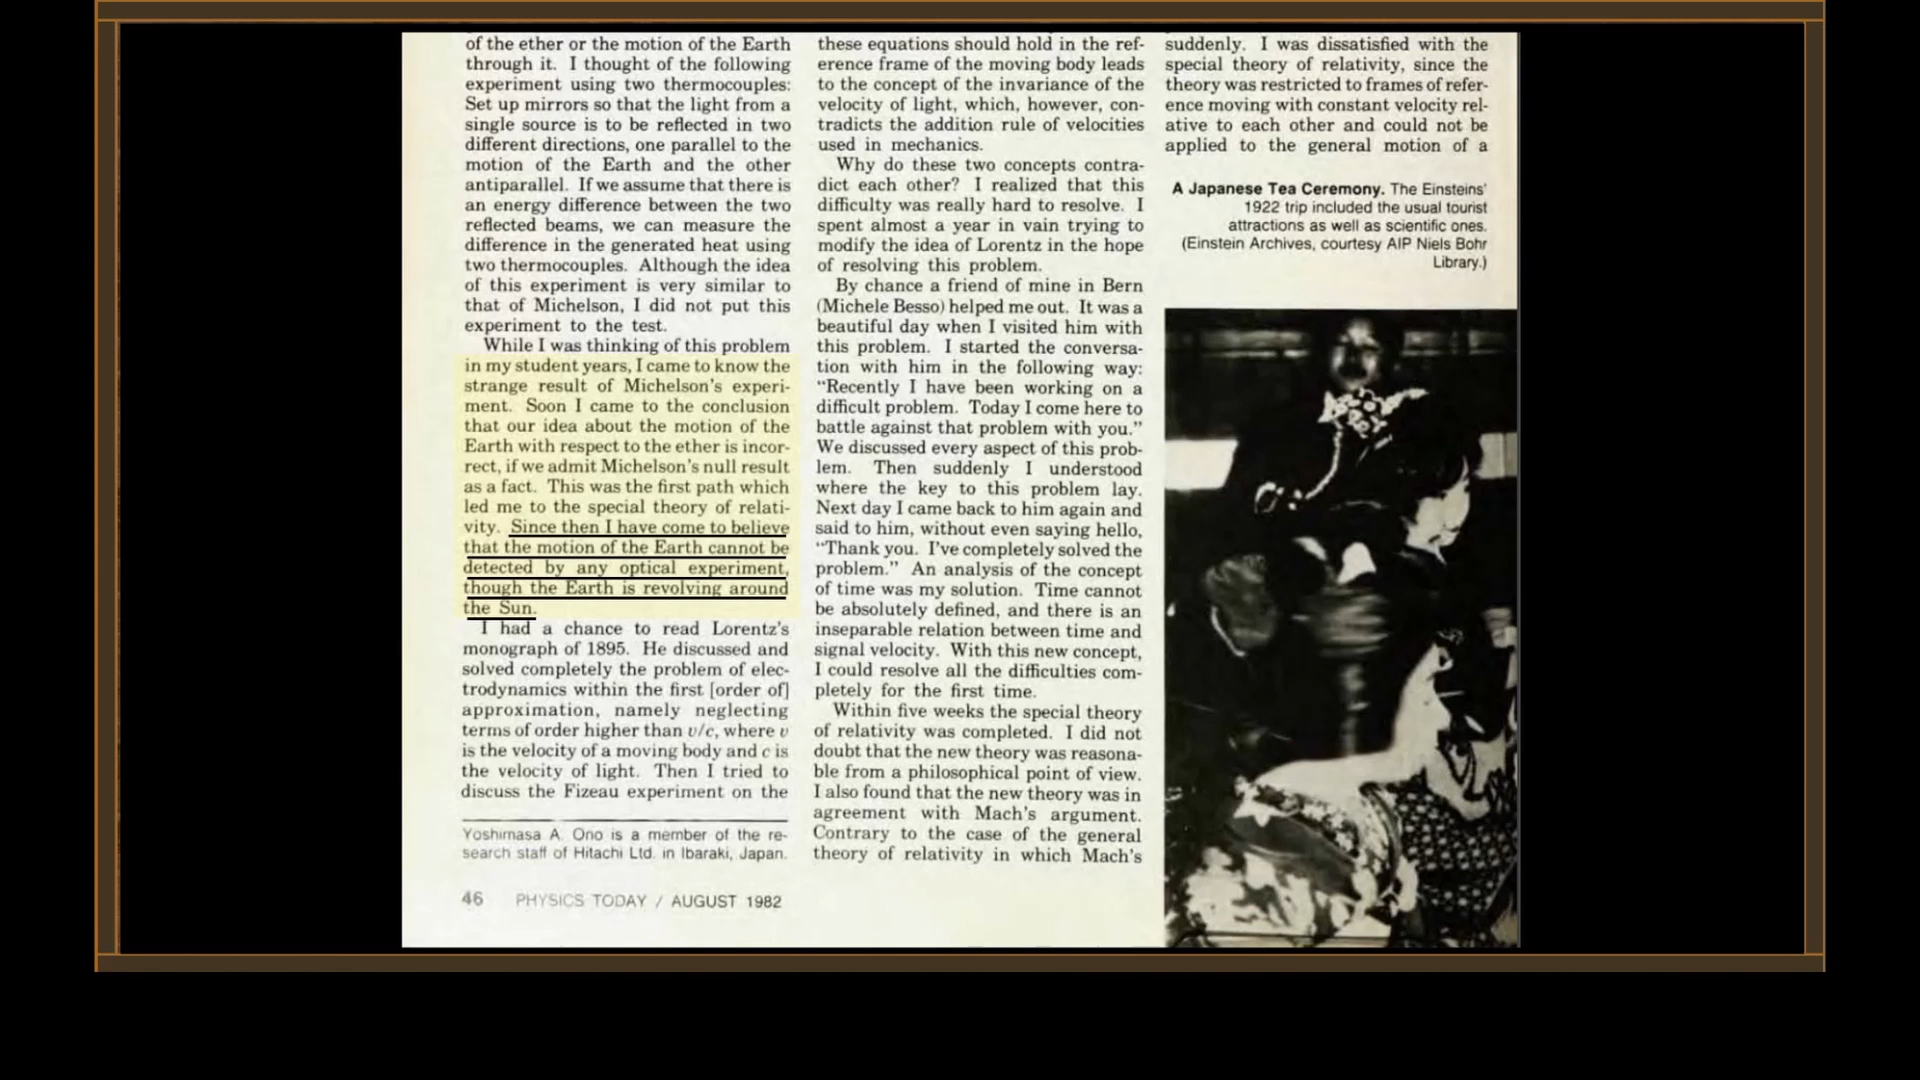 of the ether or the motion of the Earth
through it. I thought of the following
experiment using two thermocouples:
Set up mirrors so that the light from a
single source is to be reflected in two
different directions, one parallel to the
motion of the Earth and the other
antiparallel. If we assume that there is
an energy difference between the two
reflected beams, we can measure the
difference in the generated heat using
two thermocouples. Although the idea
of this experiment is very similar to
that of Michelson, I did not put this
experiment to the test.
While I was thinking of this problem
in my student years, I came to know the
strange result of Michelson's experi-
ment. Soon I came to the conclusion
that our idea about the motion of the
Earth with respect to the ether is incor-
rect, if we admit Michelson's null result
as a fact. This was the first path which
led me to the special theory of relati-
vity. Since then I have come to believe
that the motion of the Earth cannot be
detected by any optical experiment,
though the Earth is revolving around
the Sun.
I had a chance to read Lorentz's
monograph of 1895. He discussed and
solved completely the problem of elec-
trodynamics within the first [order of]
approximation, namely neglecting
terms of order higher than v/c, where v
is the velocity of a moving body and c is
the velocity of light. Then I tried to
discuss the Fizeau experiment on the
Yoshimasa A. Ono is a member of the re-
search staff of Hitachi Ltd. in Ibaraki, Japan.
46 PHYSICS TODAY / AUGUST 1982
these equations should hold in the ref-
erence frame of the moving body leads
to the concept of the invariance of the
velocity of light, which, however, con-
tradicts the addition rule of velocities
used in mechanics.
Why do these two concepts contra-
dict each other? I realized that this
difficulty was really hard to resolve. I
spent almost a year in vain trying to
modify the idea of Lorentz in the hope
of resolving this problem.
By chance a friend of mine in Bern
(Michele Besso) helped me out. It was a
beautiful day when I visited him with
this problem. I started the conversa-
tion with him in the following way:
"Recently I have been working on a
difficult problem. Today I come here to
battle against that problem with you."
We discussed every aspect of this prob-
lem. Then suddenly I understood
where the key to this problem lay.
Next day I came back to him again and
said to him, without even saying hello,
"Thank you. I've completely solved the
problem." An analysis of the concept
of time was my solution. Time cannot
be absolutely defined, and there is an
inseparable relation between time and
signal velocity. With this new concept,
I could resolve all the difficulties com-
pletely for the first time.
Within five weeks the special theory
of relativity was completed. I did not
doubt that the new theory was reasona-
ble from a philosophical point of view.
I also found that the new theory was in
agreement with Mach's argument.
Contrary to the case of the general
theory of relativity in which Mach's
suddenly. I was dissatisfied with the
special theory of relativity, since the
theory was restricted to frames of refer-
ence moving with constant velocity rel-
ative to each other and could not be
applied to the general motion of a
A Japanese Tea Ceremony. The Einsteins'
1922 trip included the usual tourist
attractions as well as scientific ones.
(Einstein Archives, courtesy AIP Niels Bohr
Library.)